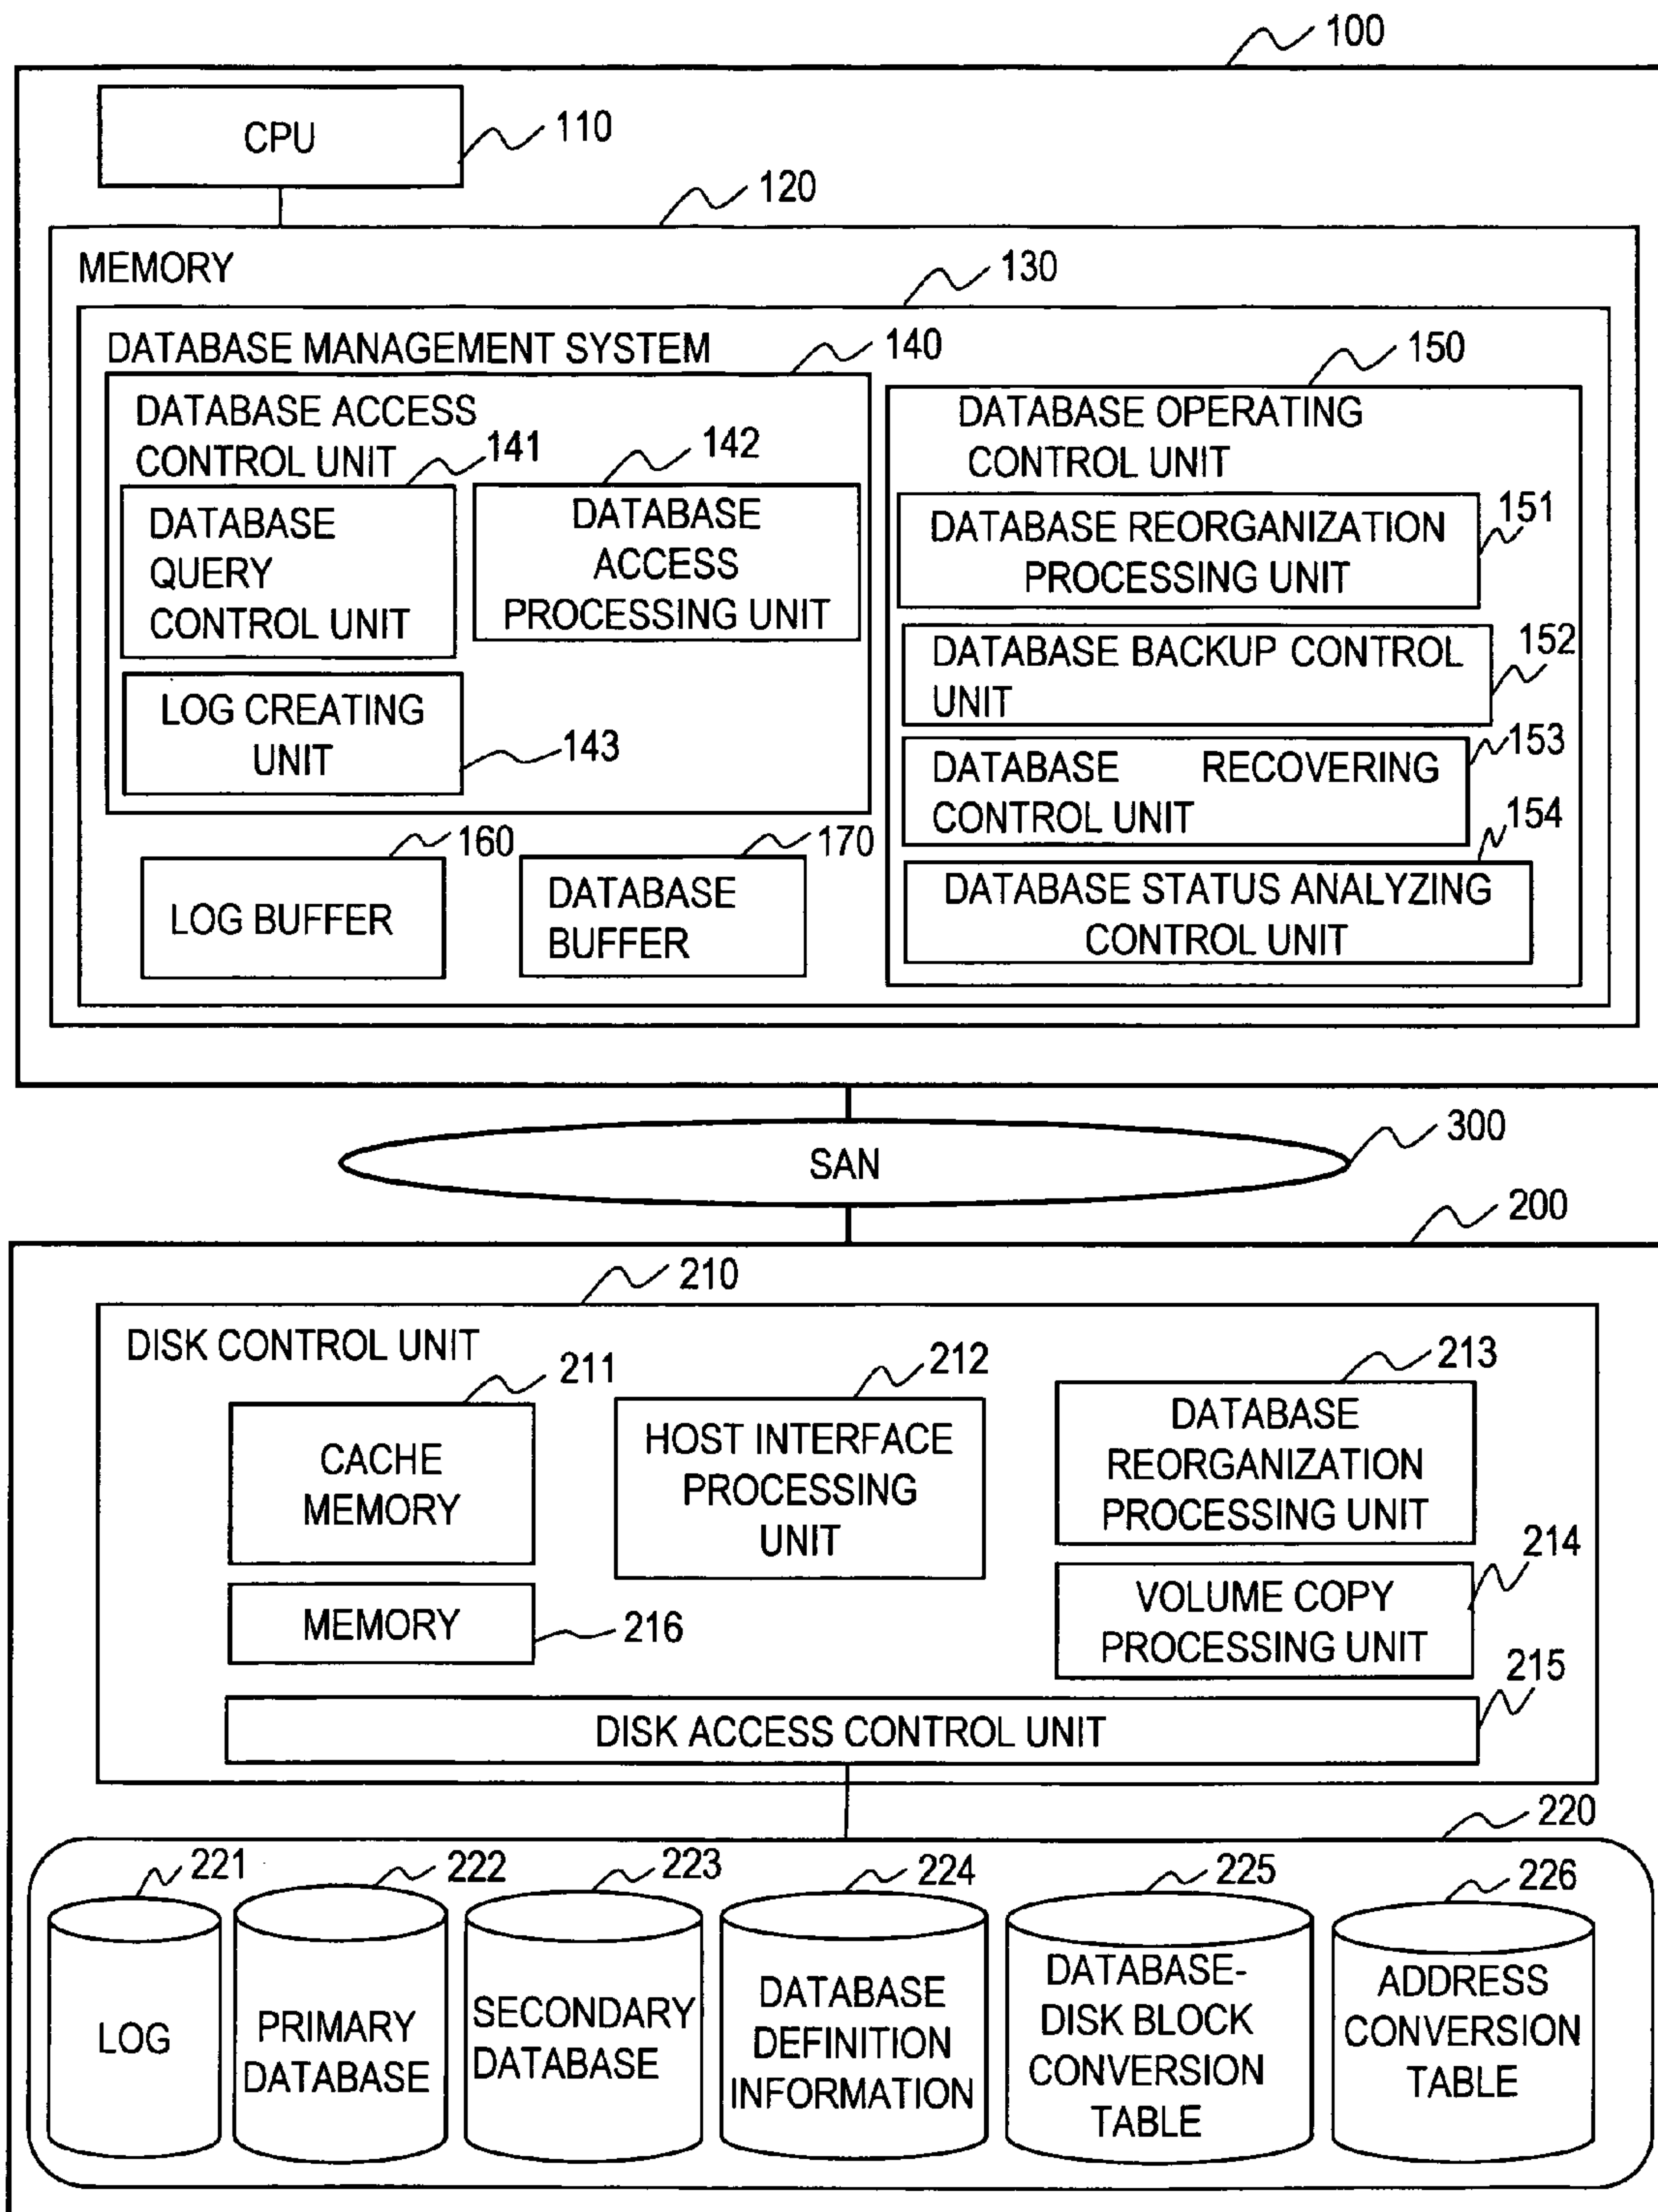 100
CPU
110
120
MEMORY
130
DATABASE MANAGEMENT SYSTEM
140
150
DATABASE ACCESS
CONTROL UNIT
141
142
DATABASE
QUERY
CONTROL UNIT
DATABASE
ACCESS
PROCESSING UNIT
LOG CREATING
UNIT
143
DATABASE OPERATING
CONTROL UNIT
DATABASE REORGANIZATION
PROCESSING UNIT
151
DATABASE BACKUP CONTROL
UNIT
152
DATABASE RECOVERING
CONTROL UNIT
153
154
DATABASE STATUS ANALYZING
CONTROL UNIT
160
LOG BUFFER
170
DATABASE
BUFFER
SAN
300
200
210
DISK CONTROL UNIT
211
CACHE
MEMORY
212
HOST INTERFACE
PROCESSING
UNIT
213
DATABASE
REORGANIZATION
PROCESSING UNIT
214
VOLUME COPY
PROCESSING UNIT
MEMORY
216
215
DISK ACCESS CONTROL UNIT
220
221
LOG
222
PRIMARY
DATABASE
223
SECONDARY
DATABASE
224
DATABASE
DEFINITION
INFORMATION
225
DATABASE-
DISK BLOCK
CONVERSION
TABLE
226
ADDRESS
CONVERSION
TABLE